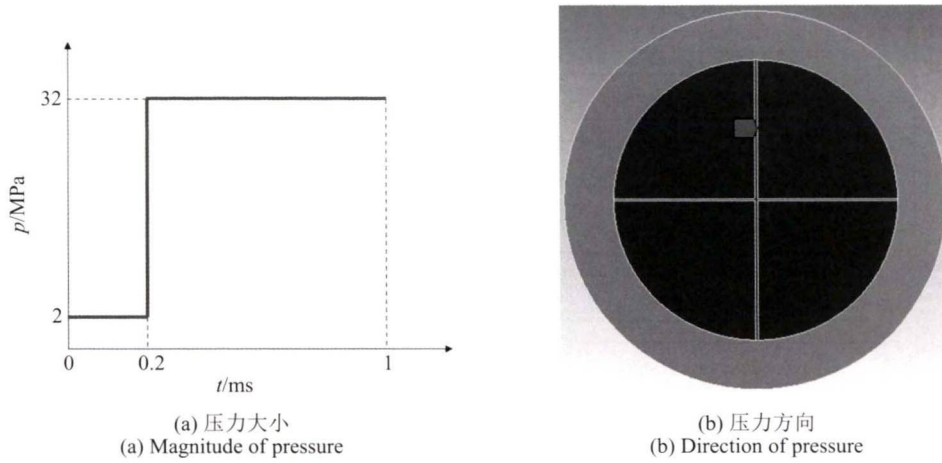 32
p/MPa
2
0
0.2
1
t/ms
(a) 压力大小
(a) Magnitude of pressure
(b) 压力方向
(b) Direction of pressure